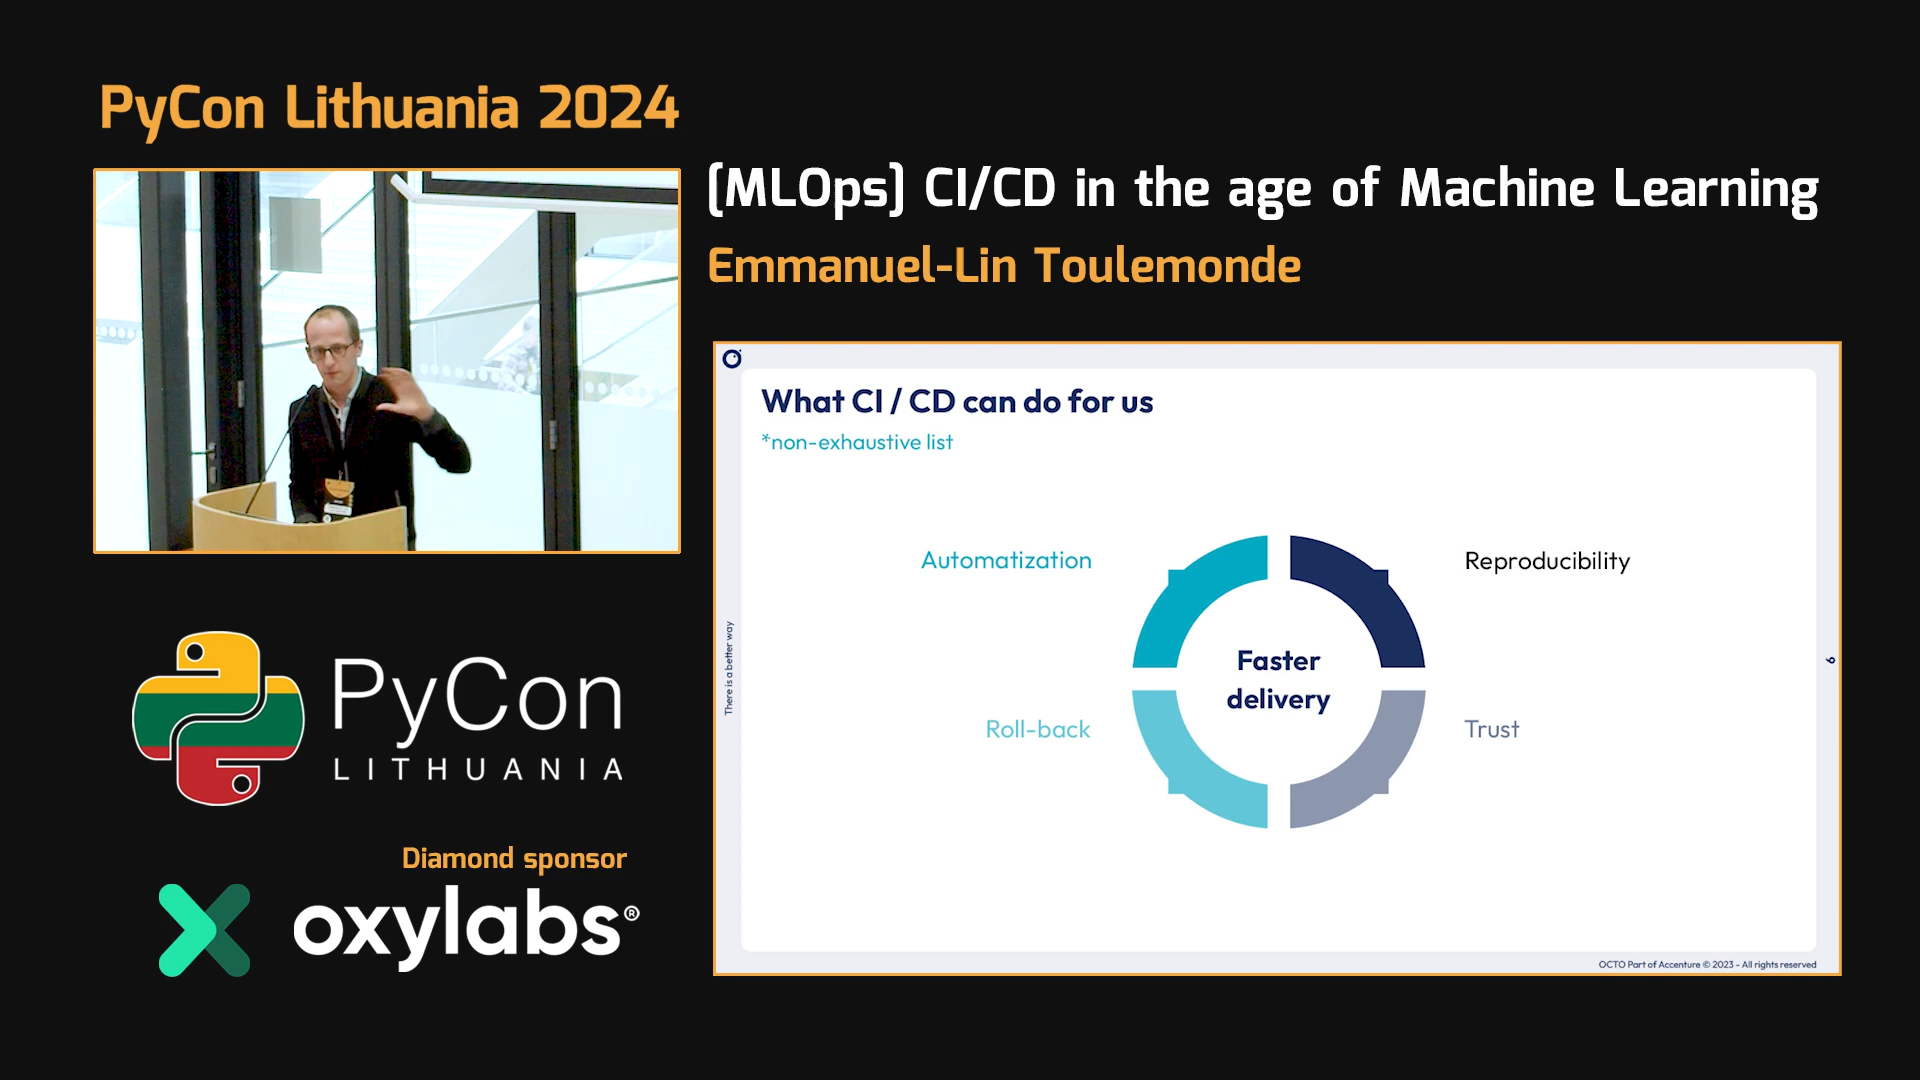 PyCon Lithuania 2024
[MLOps] CI/CD in the age of Machine Learning
Emmanuel-Lin Toulemonde
What CI / CD can do for us
*non-exhaustive list
Automatization
Reproducibility
Faster
delivery
Roll-back
Trust
There is a better way
9
OCTO Part of Accenture © 2023 - All rights reserved
PyCon
LITHUANIA
Diamond sponsor
oxylabs®